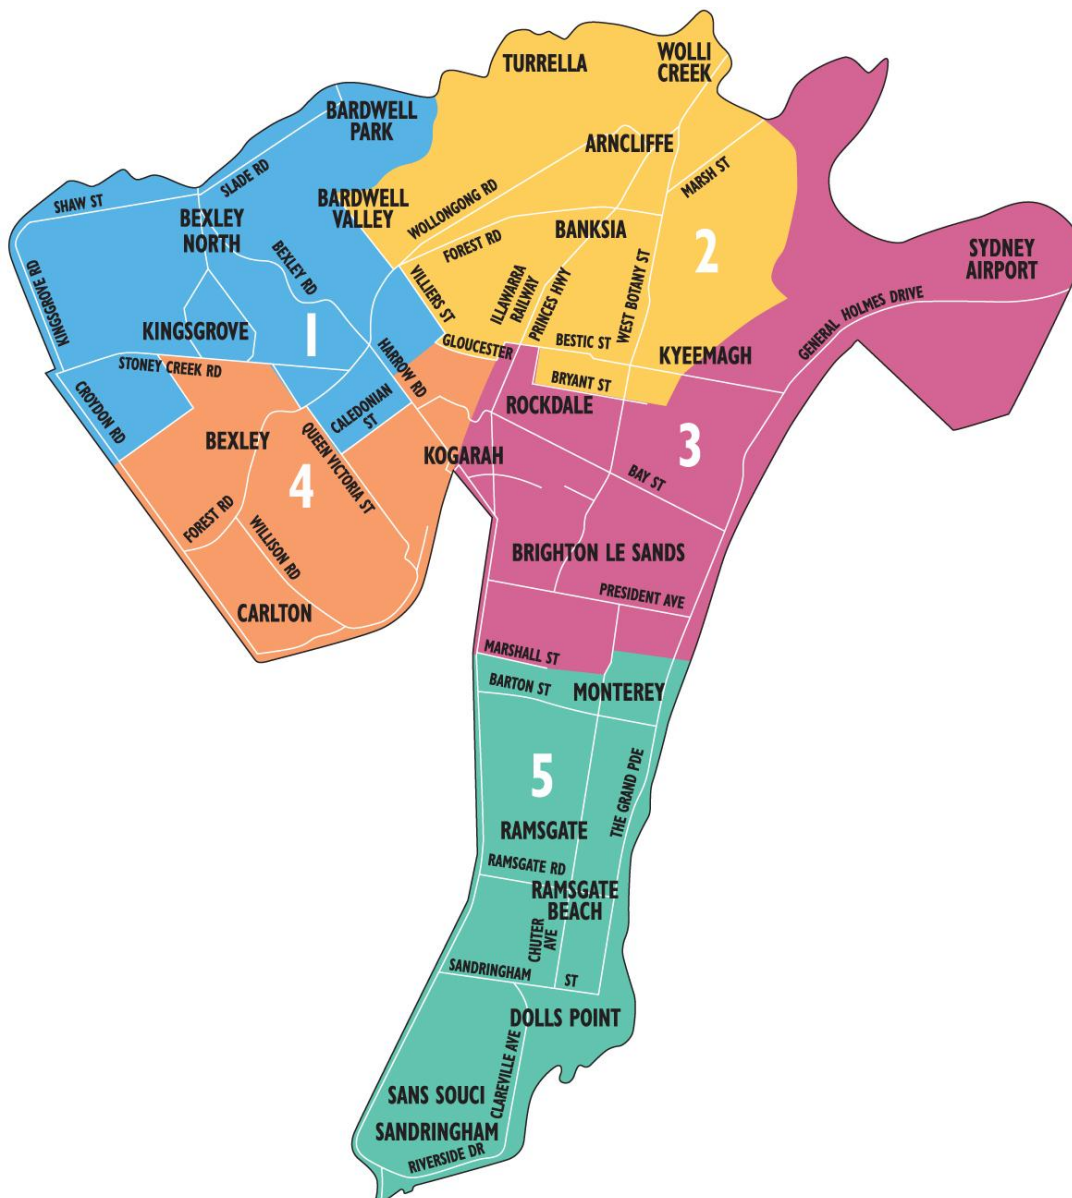 TURRELLA
WOLLI
CREEK
BARDWELL
PARK
ARNCLIFFE
SLADE RD
MARSH ST
SHAW ST
BARDWELL
VALLEY
WOLLONGONG RD
BEXLEY
NORTH
FOREST RD
BANKSIA
2
SYDNEY
AIRPORT
BEXLEY RD
VILLIERS ST
ILLAWARRA
RAILWAY
PRINCES HWY
WEST BOTANY ST
KINGSGROVE RD
GENERAL HOLMES DRIVE
KINGSGROVE
1
GLOUCESTER
BESTIC ST
KYEEMAGH
STONEY CREEK RD
HARROW RD
BRYANT ST
CROYDON RD
CALEDONIAN
ST
ROCKDALE
BEXLEY
QUEEN VICTORIA ST
KOGARAH
3
4
BAY ST
FOREST RD
WILLISON RD
BRIGHTON LE SANDS
PRESIDENT AVE
CARLTON
MARSHALL ST
BARTON ST
MONTEREY
5
THE GRAND PDE
RAMSGATE
RAMSGATE RD
RAMSGATE
BEACH
CHUTER
AVE
SANDRINGHAM ST
DOLLS POINT
CLAREVILLE AVE
SANS SOUCI
SANDRINGHAM
RIVERSIDE DR